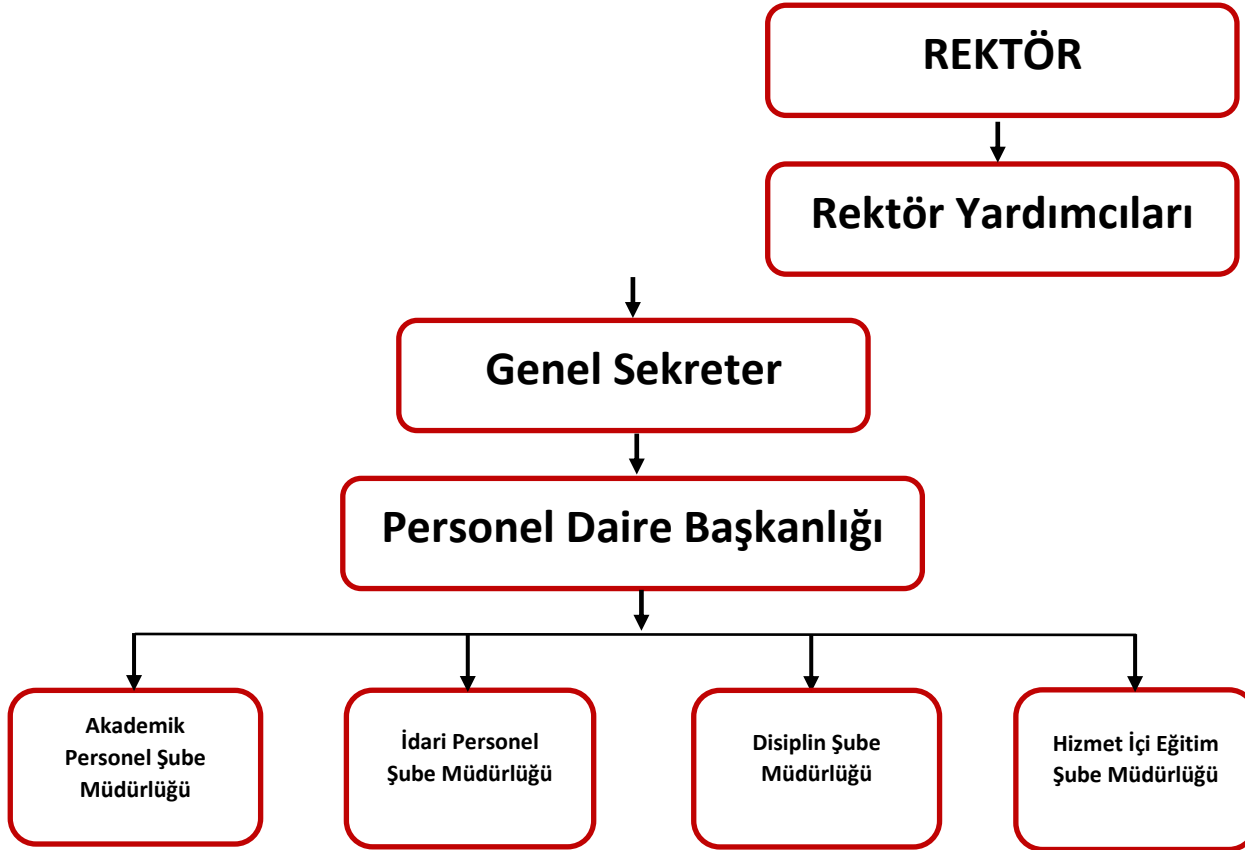 REKTÖR
Rektör Yardımcıları
Genel Sekreter
Personel Daire Başkanlığı
Akademik
Personel Şube
Müdürlüğü
İdari Personel
Şube Müdürlüğü
Disiplin Şube
Müdürlüğü
Hizmet İçi Eğitim
Şube Müdürlüğü